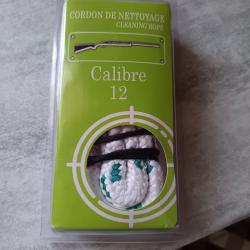 CORDON DE NETTOYAGE
CLEANING ROPE
Calibre
12